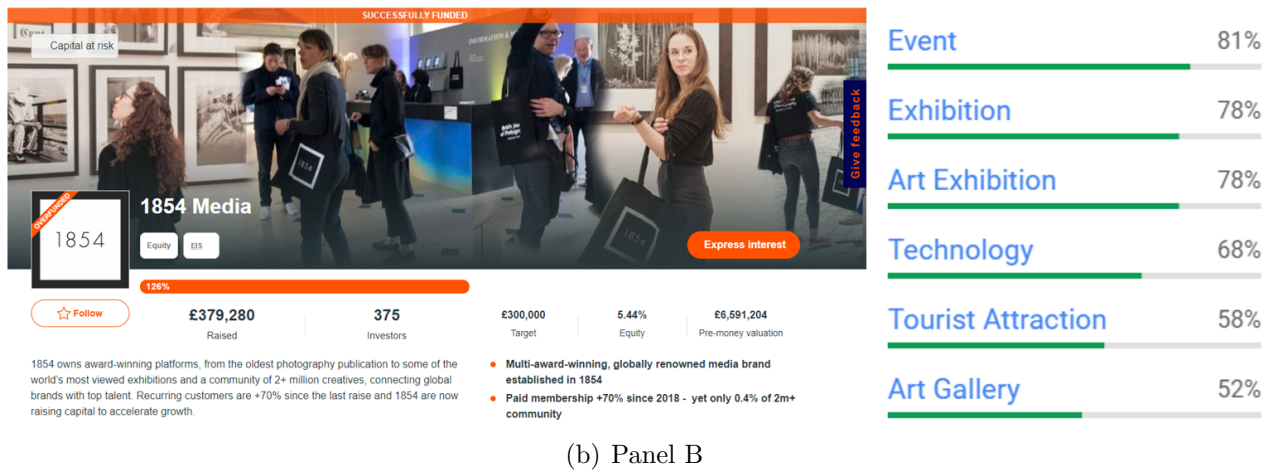 SUCCESSFULLY FUNDED
Capital at risk
INFORMATION &
Give feedback
1854
1854
OVERFUNDED
1854
1854 Media
Equity
EIS
Express interest
126%
Follow
£379,280
Raised
375
Investors
£300,000
Target
5.44%
Equity
£6,591,204
Pre-money valuation
1854 owns award-winning platforms, from the oldest photography publication to some of the
world's most viewed exhibitions and a community of 2+ million creatives, connecting global
brands with top talent. Recurring customers are +70% since the last raise and 1854 are now
raising capital to accelerate growth.
Multi-award-winning, globally renowned media brand
established in 1854
Paid membership +70% since 2018 - yet only 0.4% of 2m+
community
Event 81%
Exhibition 78%
Art Exhibition 78%
Technology 68%
Tourist Attraction 58%
Art Gallery 52%
(b) Panel B